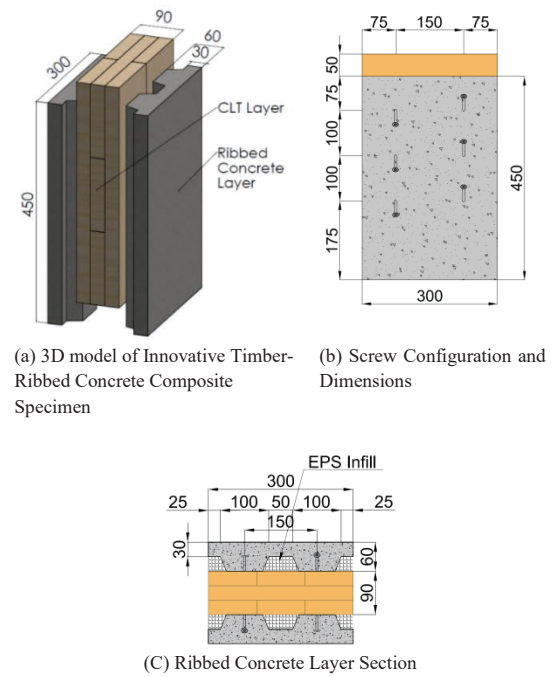 90
60
30
300
CLT Layer
Ribbed
Concrete
Layer
450
(a) 3D model of Innovative Timber-
Ribbed Concrete Composite
Specimen
75 150 75
50
75
100
100
175
450
300
(b) Screw Configuration and
Dimensions
EPS Infill
300
25 100 50 100 25
150
30
60
90
(C) Ribbed Concrete Layer Section